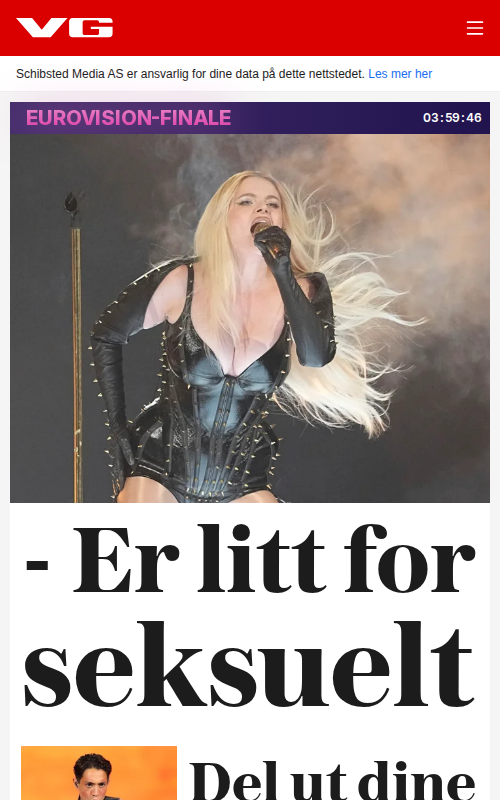 VG
Schibsted Media AS er ansvarlig for dine data på dette nettstedet. Les mer her
EUROVISION-FINALE
03:59:46
- Er litt for
seksuelt
Del ut dine